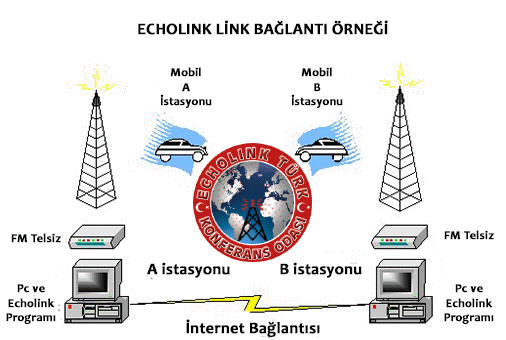 ECHOLINK LİNK BAĞLANTI ÖRNEĞİ
Mobil
A
İstasyonu
Mobil
B
İstasyonu
ECHOLINK TÜRK
KONFERANS ODASI
FM Telsiz
FM Telsiz
A istasyonu
B istasyonu
Pc ve
Echolink
Programı
Pc ve
Echolink
Programı
İnternet Bağlantısı